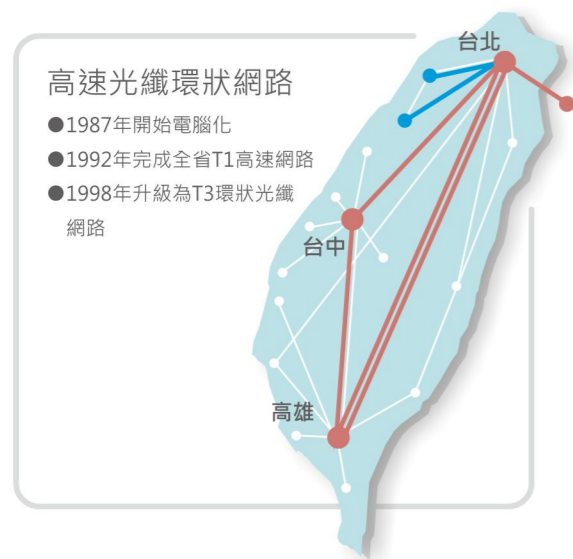 台北
高速光纖環狀網路
●1987年開始電腦化
●1992年完成全省T1高速網路
●1998年升級為T3環狀光纖
網路
台中
高雄